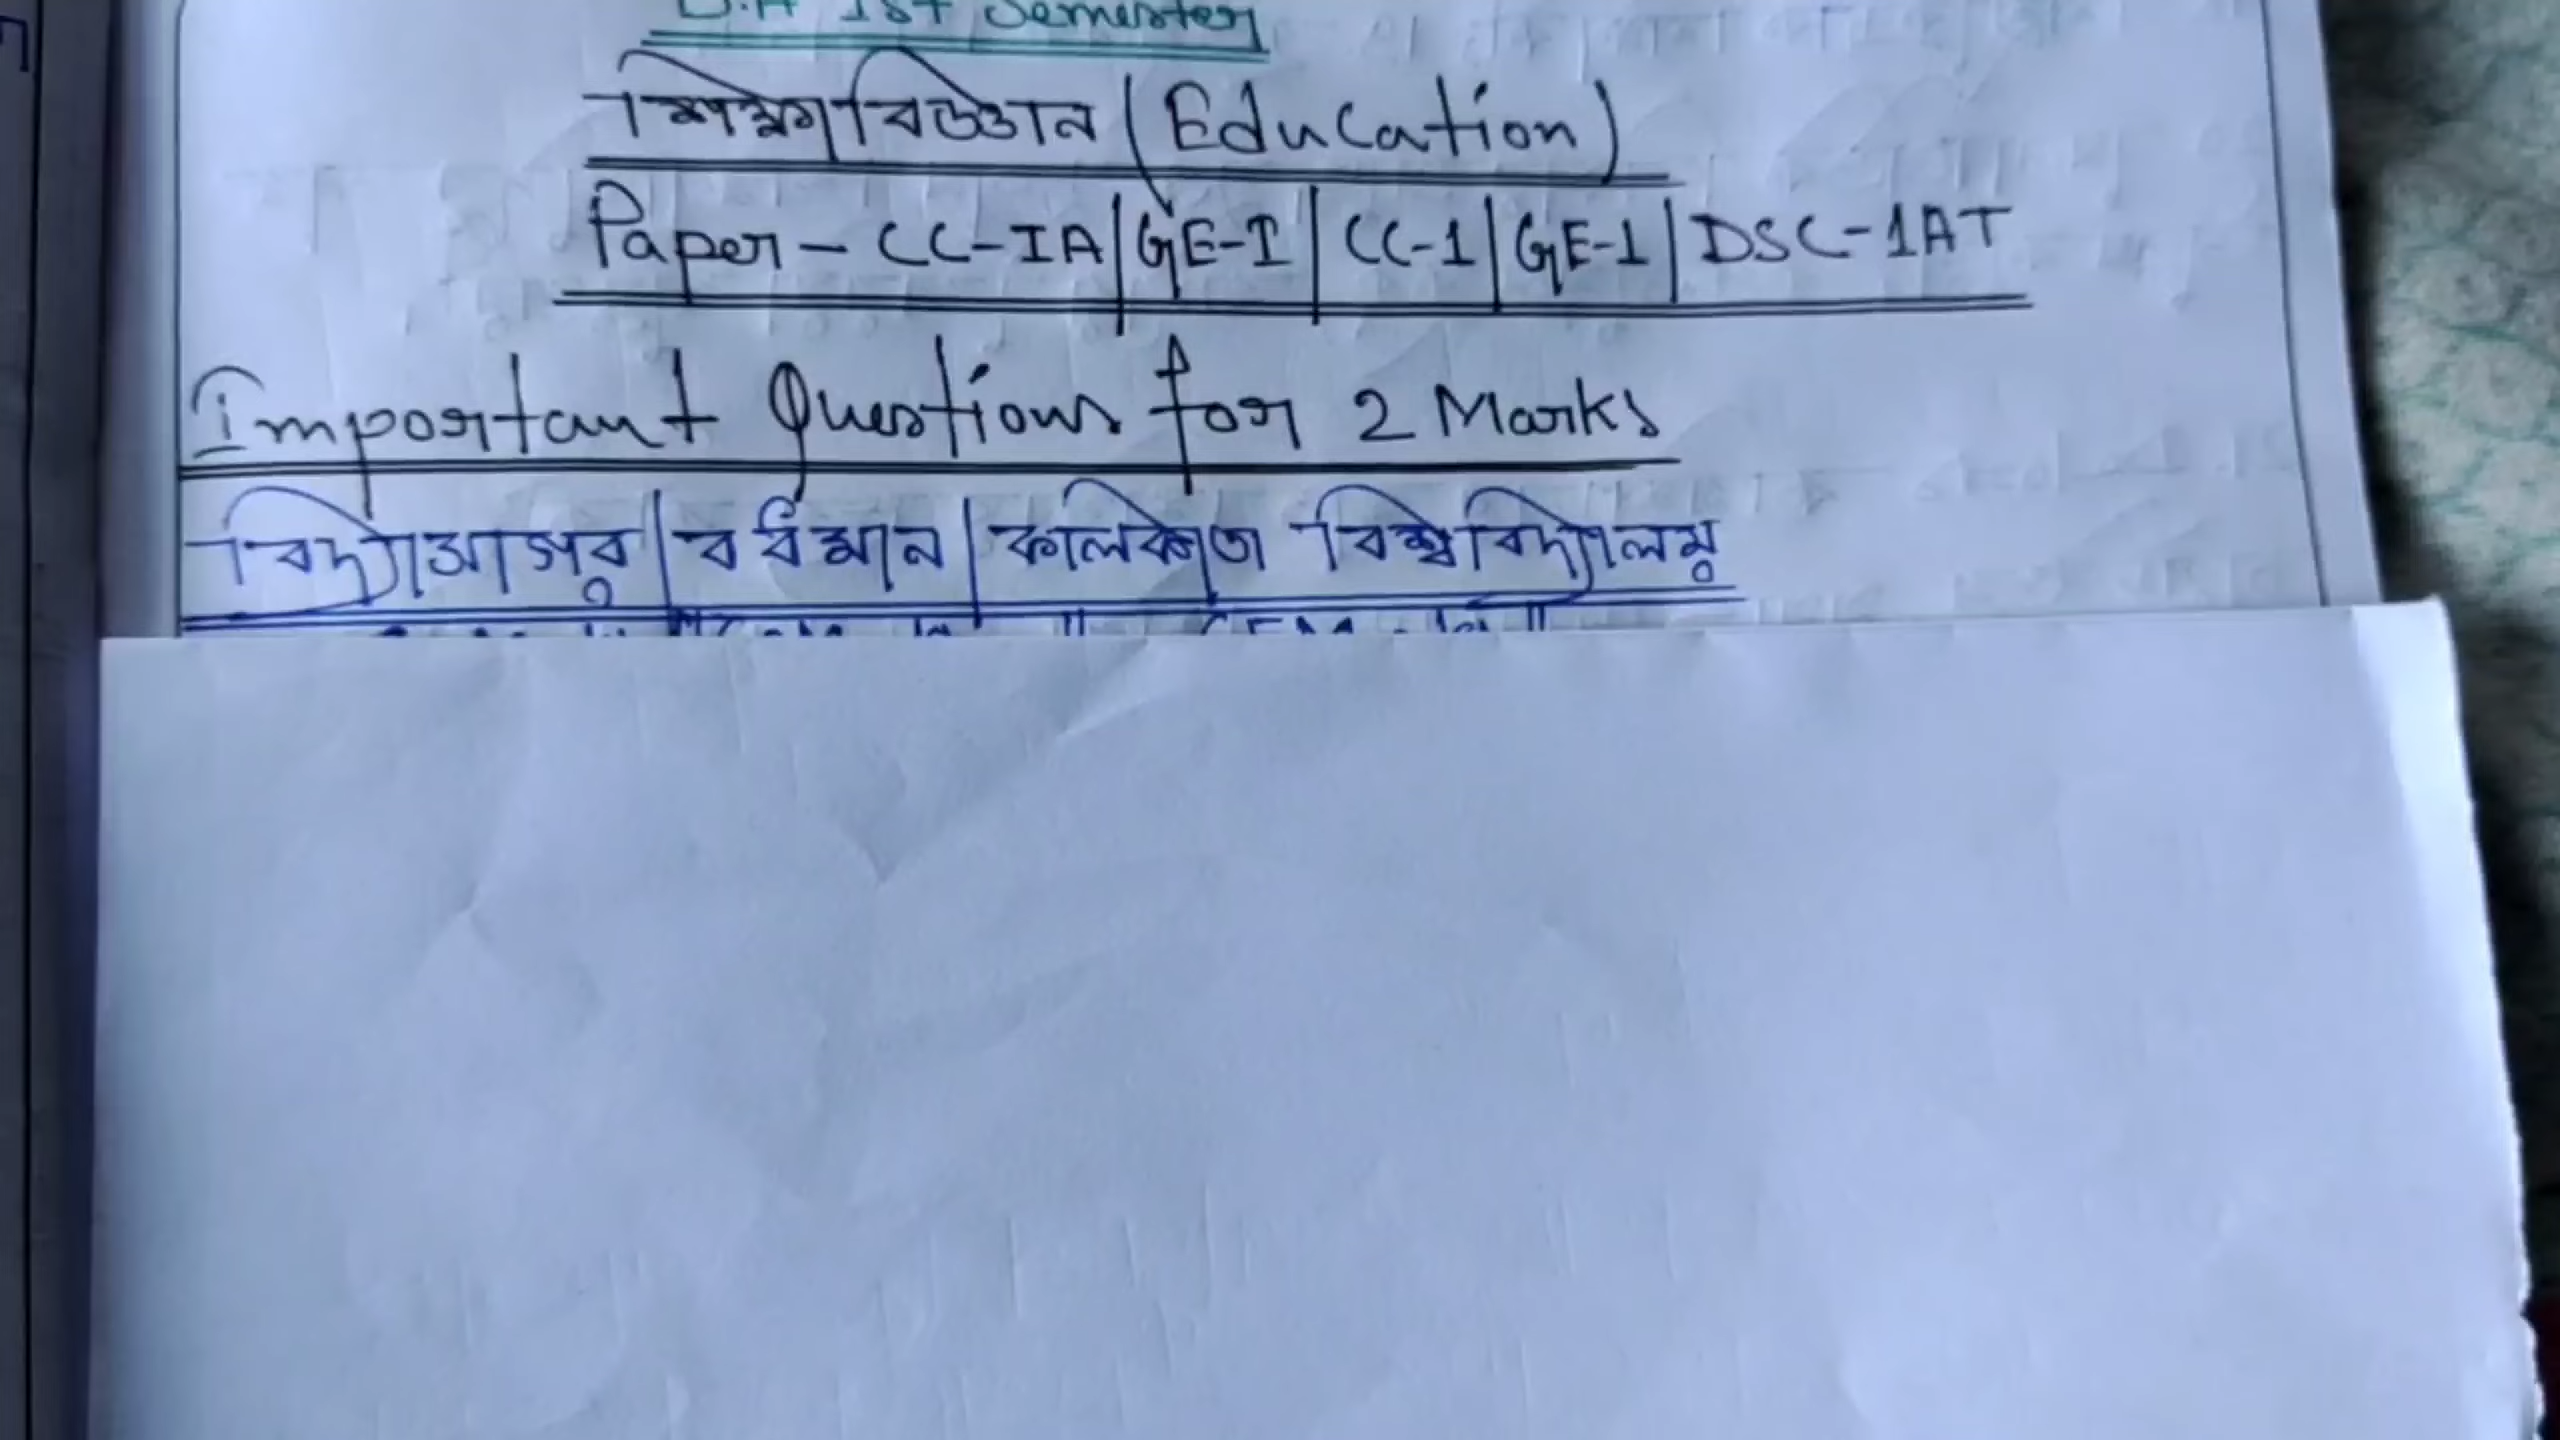 B.A 1st Semester
শিক্ষাবিজ্ঞান (Education)
Paper - CC-IA|GE-I|CC-1|GE-1|DSC-1AT
Important Questions for 2 Marks
বিদ্যাসাগর|বর্ধমান|কলিকাতা বিশ্ববিদ্যালয়